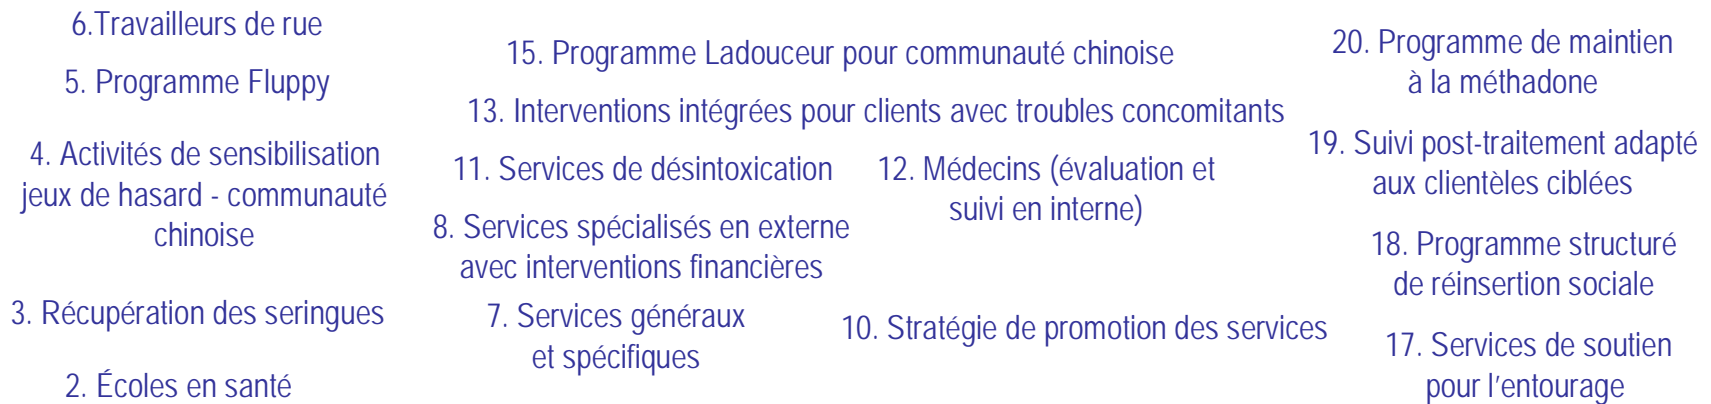 6.Travailleurs de rue
5. Programme Fluppy
4. Activités de sensibilisation
jeux de hasard - communauté
chinoise
3. Récupération des seringues
2. Écoles en santé
15. Programme Ladouceur pour communauté chinoise
13. Interventions intégrées pour clients avec troubles concomitants
11. Services de désintoxication
12. Médecins (évaluation et
suivi en interne)
8. Services spécialisés en externe
avec interventions financières
7. Services généraux
et spécifiques
10. Stratégie de promotion des services
20. Programme de maintien
à la méthadone
19. Suivi post-traitement adapté
aux clientèles ciblées
18. Programme structuré
de réinsertion sociale
17. Services de soutien
pour l'entourage